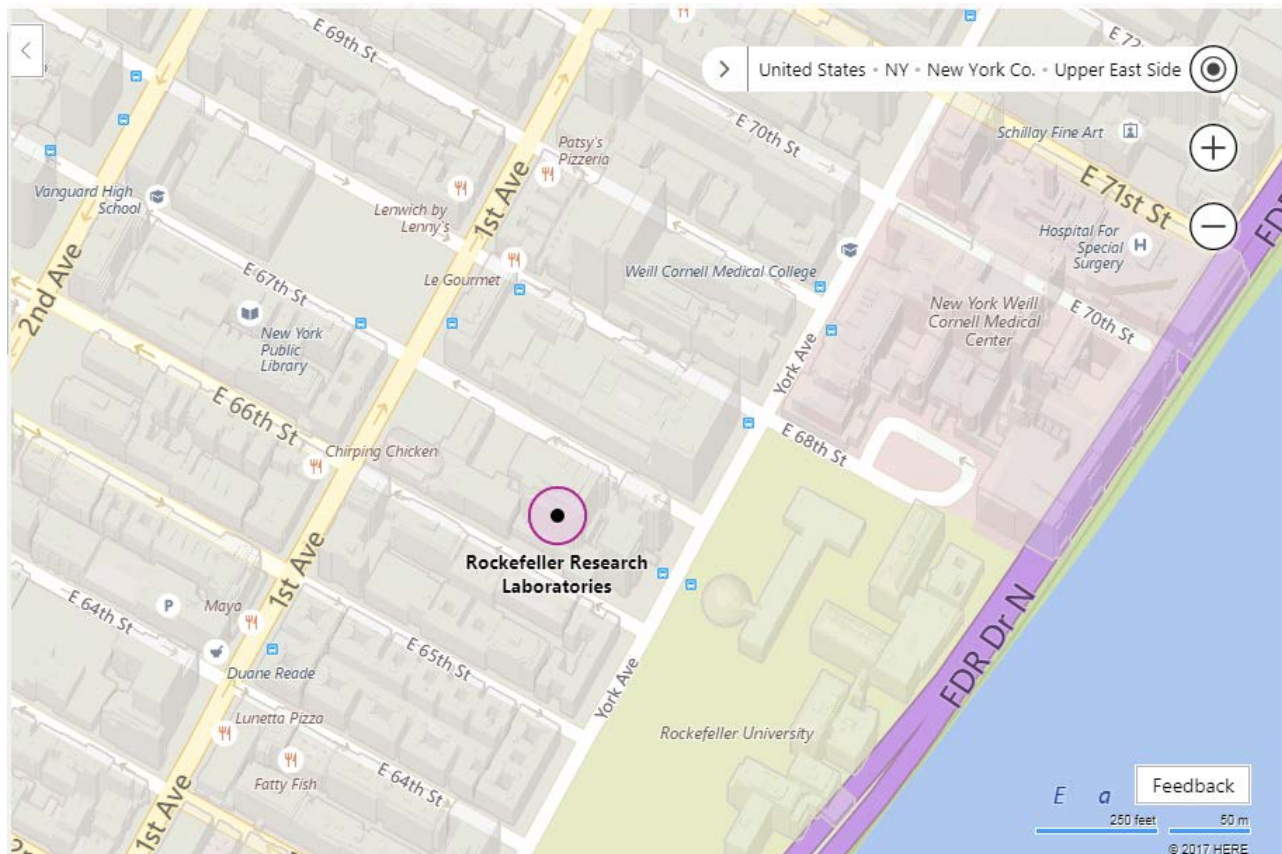 E 69th St
E 72
United States • NY • New York Co. • Upper East Side
E 70th St
Schillay Fine Art
Patsy's
Pizzeria
E 71st St
Vanguard High
School
1st Ave
Lenwich by
Lenny's
Hospital For
Special
Surgery
FD
2nd Ave
E 67th St
Le Gourmet
Weill Cornell Medical College
New York Weill
Cornell Medical
Center
E 70th St
New York
Public
Library
York Ave
E 66th St
Chirping Chicken
E 68th St
Rockefeller Research
Laboratories
1st Ave
E 64th St
P
Maya
E 65th St
FDR Dr N
Duane Reade
York Ave
Lunetta Pizza
Rockefeller University
Fatty Fish
E 64th St
1st Ave
E a
Feedback
250 feet
50 m
© 2017 HERE